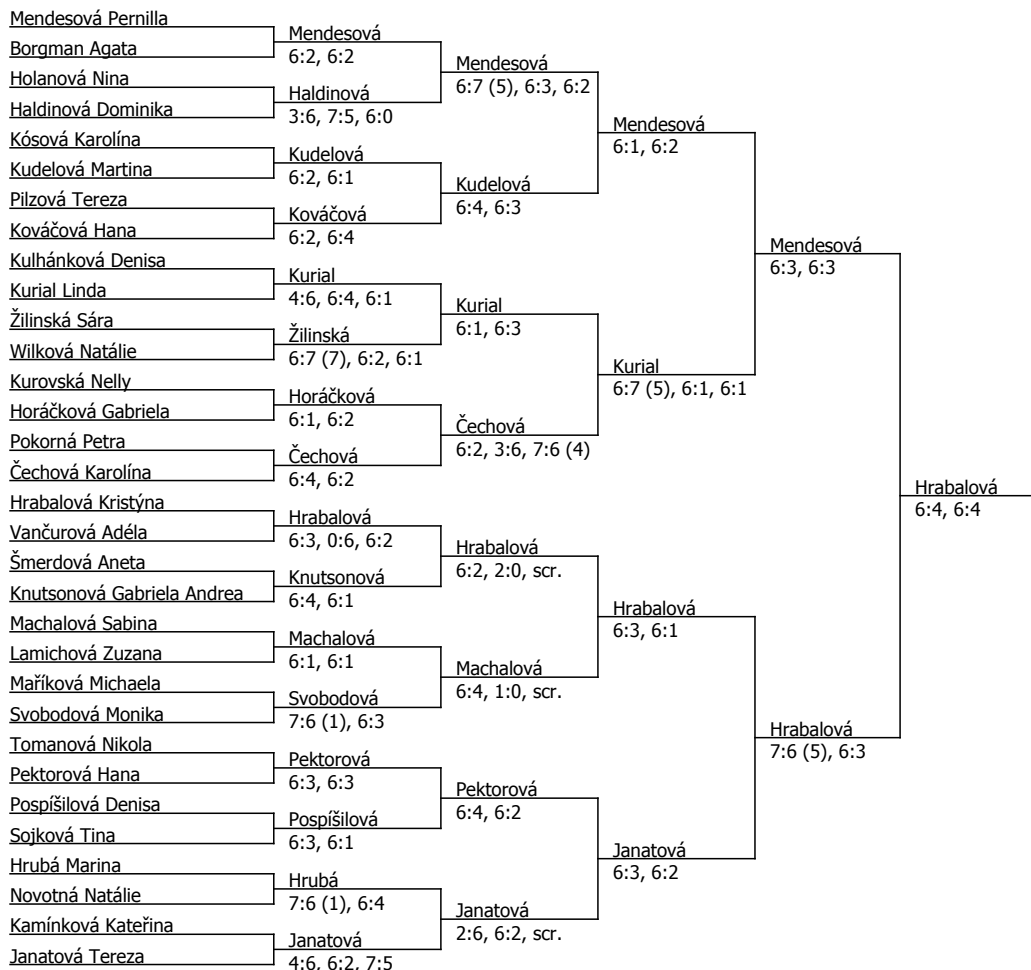 Mendesová Pernilla
Borgman Agata
Holanová Nina
Haldinová Dominika
Kósová Karolína
Kudelová Martina
Pilzová Tereza
Kováčová Hana
Kulhánková Denisa
Kurial Linda
Žilinská Sára
Wilková Natálie
Kurovská Nelly
Horáčková Gabriela
Pokorná Petra
Čechová Karolína
Hrabalová Kristýna
Vančurová Adéla
Šmerdová Aneta
Knutsonová Gabriela Andrea
Machalová Sabina
Lamichová Zuzana
Maříková Michaela
Svobodová Monika
Tomanová Nikola
Pektorová Hana
Pospíšilová Denisa
Sojková Tina
Hrubá Marina
Novotná Natálie
Kamínková Kateřina
Janatová Tereza
Mendesová
6:2, 6:2
Haldinová
3:6, 7:5, 6:0
Kudelová
6:2, 6:1
Kováčová
6:2, 6:4
Kurial
4:6, 6:4, 6:1
Žilinská
6:7 (7), 6:2, 6:1
Horáčková
6:1, 6:2
Čechová
6:4, 6:2
Hrabalová
6:3, 0:6, 6:2
Knutsonová
6:4, 6:1
Machalová
6:1, 6:1
Svobodová
7:6 (1), 6:3
Pektorová
6:3, 6:3
Pospíšilová
6:3, 6:1
Hrubá
7:6 (1), 6:4
Janatová
4:6, 6:2, 7:5
Mendesová
6:7 (5), 6:3, 6:2
Kudelová
6:4, 6:3
Kurial
6:1, 6:3
Čechová
6:2, 3:6, 7:6 (4)
Hrabalová
6:2, 2:0, scr.
Machalová
6:4, 1:0, scr.
Pektorová
6:4, 6:2
Janatová
2:6, 6:2, scr.
Mendesová
6:1, 6:2
Kurial
6:7 (5), 6:1, 6:1
Hrabalová
6:3, 6:1
Janatová
6:3, 6:2
Mendesová
6:3, 6:3
Hrabalová
7:6 (5), 6:3
Hrabalová
6:4, 6:4